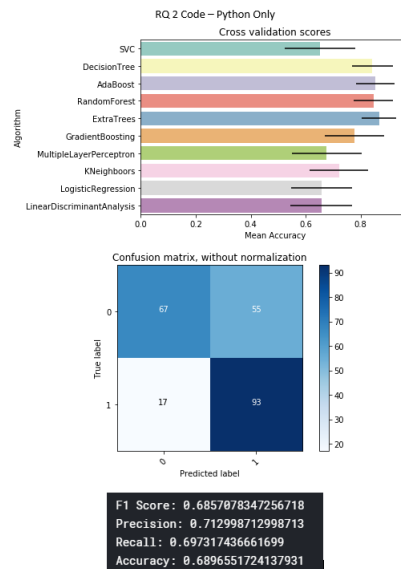 RQ 2 Code – Python Only
Cross validation scores
SVC
DecisionTree
AdaBoost
RandomForest
ExtraTrees
GradientBoosting
MultipleLayerPerceptron
KNeighboors
LogisticRegression
LinearDiscriminantAnalysis
Algorithm
0.0 0.2 0.4 0.6 0.8
Mean Accuracy
Confusion matrix, without normalization
0
67 55
1
17 93
True label
0 1
Predicted label
90
80
70
60
50
40
30
20
F1 Score: 0.6857078347256718
Precision: 0.712998712998713
Recall: 0.697317436661699
Accuracy: 0.6896551724137931